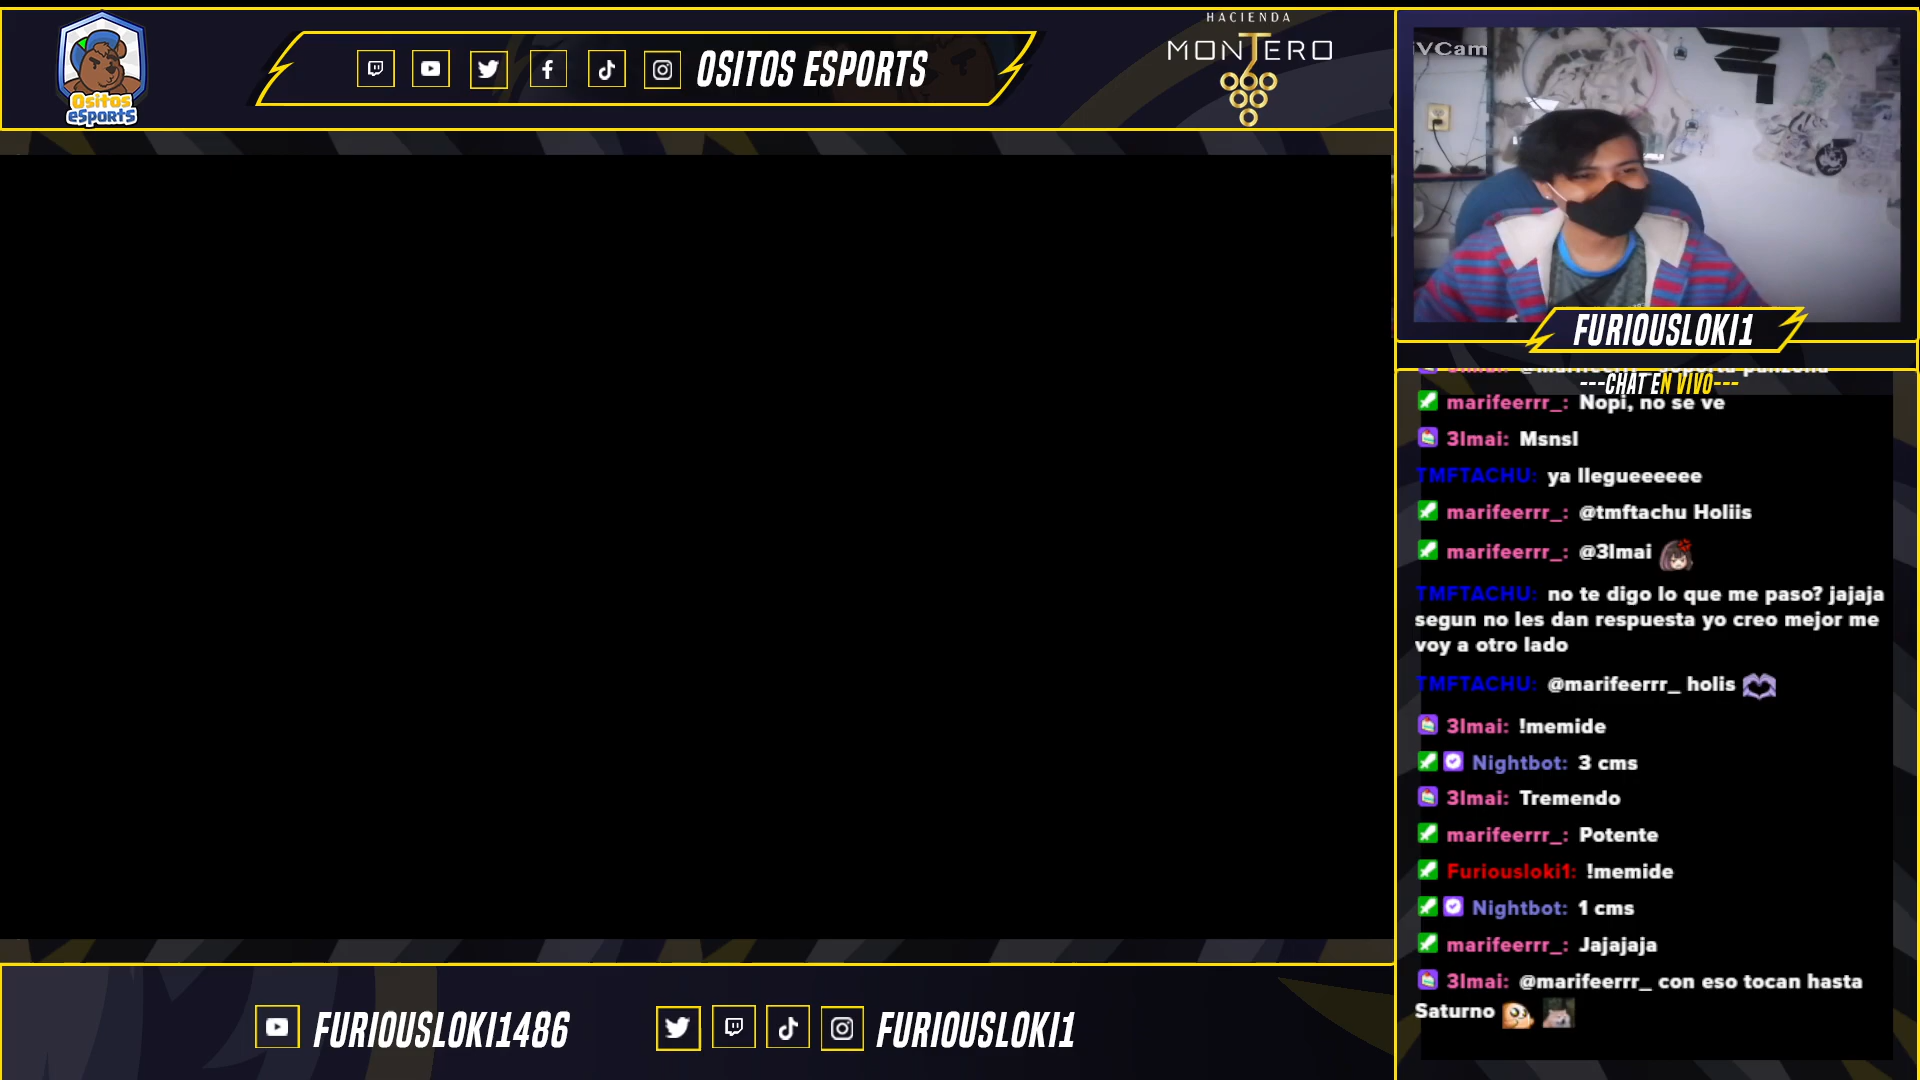 Ositos
eSports
OSITOS ESPORTS
HACIENDA
MONTERO
iVCam
FURIOUSLOKI1
---CHAT EN VIVO---
marifeerrr_: Nopi, no se ve
3lmai: Msnsl
TMFTACHU: ya llegueeeeee
marifeerrr_: @tmftachu Holiis
marifeerrr_: @3lmai
TMFTACHU: no te digo lo que me paso? jajaja
segun no les dan respuesta yo creo mejor me
voy a otro lado
TMFTACHU: @marifeerrr_ holis
3lmai: !memide
Nightbot: 3 cms
3lmai: Tremendo
marifeerrr_: Potente
Furiousloki1: !memide
Nightbot: 1 cms
marifeerrr_: Jajajaja
3lmai: @marifeerrr_ con eso tocan hasta
Saturno
FURIOUSLOKI1486
FURIOUSLOKI1